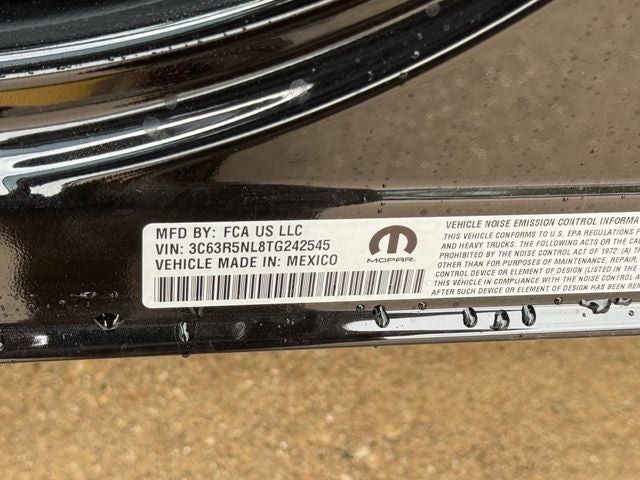 MFD BY: FCA US LLC
VIN: 3C63R5NL8TG242545
VEHICLE MADE IN: MEXICO
MOPAR
VEHICLE NOISE EMISSION CONTROL INFORMA
THIS VEHICLE CONFORMS TO U.S. EPA REGULATIONS F
AND HEAVY TRUCKS. THE FOLLOWING ACTS OR THE CAU
PROHIBITED BY THE NOISE CONTROL ACT OF 1972: (A) TH
OTHER THAN FOR PURPOSES OF MAINTENANCE, REPAIR,
CONTROL DEVICE OR ELEMENT OF DESIGN (LISTED IN THE
THIS VEHICLE IN COMPLIANCE WITH THE NOISE CONTROL A
AFTER SUCH DEVICE OR ELEMENT OF DESIGN HAS BEEN